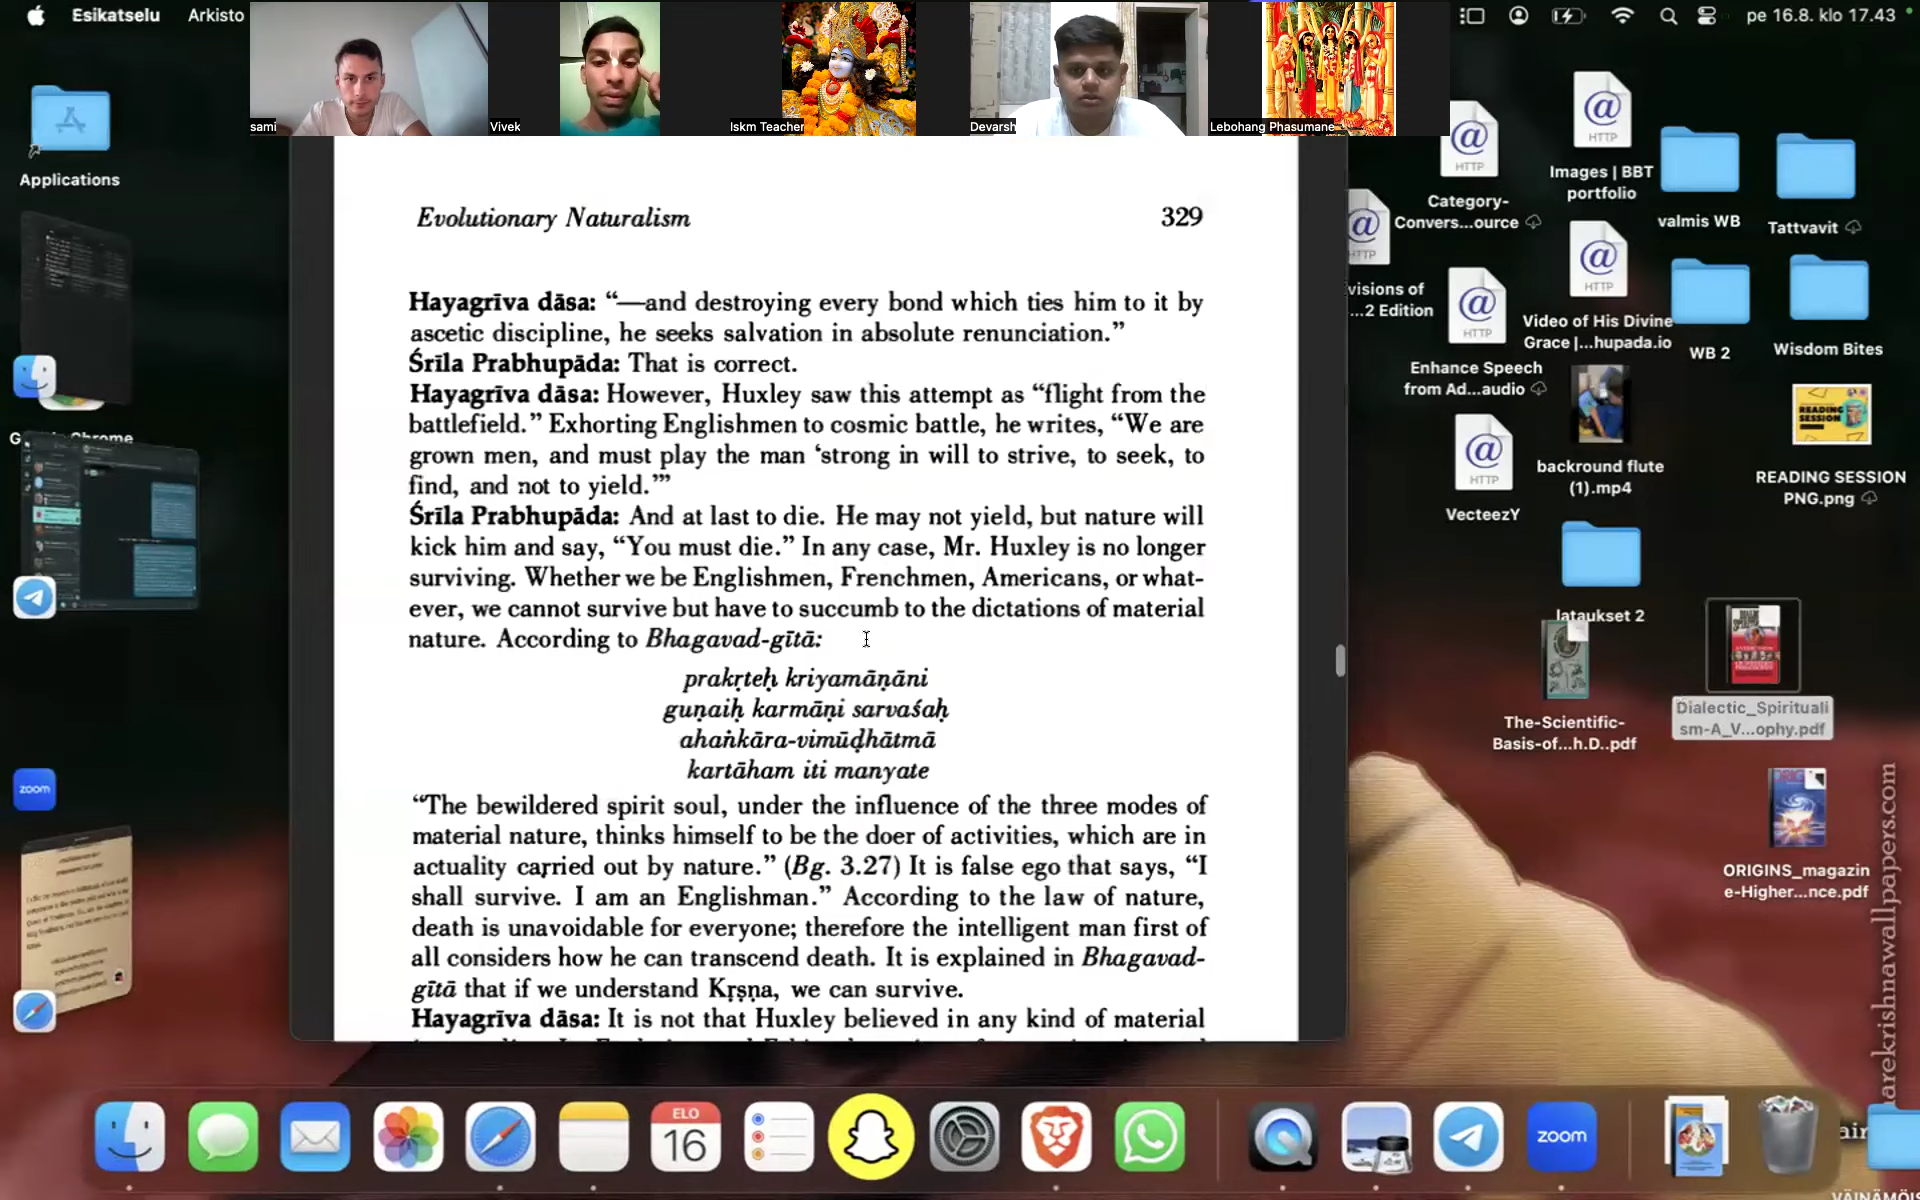 Esikatselu
Arkisto
pe 16.8. klo 17.43
sami
Vivek
Iskm Teacher
Devarsh
Lebohang Phasumane
Applications
Evolutionary Naturalism
329
Hayagrīva dāsa: “—and destroying every bond which ties him to it by
ascetic discipline, he seeks salvation in absolute renunciation.”
Śrīla Prabhupāda: That is correct.
Hayagrīva dāsa: However, Huxley saw this attempt as “flight from the
battlefield.” Exhorting Englishmen to cosmic battle, he writes, “We are
grown men, and must play the man ‘strong in will to strive, to seek, to
find, and not to yield.’”
Śrīla Prabhupāda: And at last to die. He may not yield, but nature will
kick him and say, “You must die.” In any case, Mr. Huxley is no longer
surviving. Whether we be Englishmen, Frenchmen, Americans, or what-
ever, we cannot survive but have to succumb to the dictations of material
nature. According to Bhagavad-gītā:
prakṛteḥ kriyamāṇāni
guṇaiḥ karmāṇi sarvaśaḥ
ahaṅkāra-vimūḍhātmā
kartāham iti manyate
“The bewildered spirit soul, under the influence of the three modes of
material nature, thinks himself to be the doer of activities, which are in
actuality carried out by nature.” (Bg. 3.27) It is false ego that says, “I
shall survive. I am an Englishman.” According to the law of nature,
death is unavoidable for everyone; therefore the intelligent man first of
all considers how he can transcend death. It is explained in Bhagavad-
gītā that if we understand Kṛṣṇa, we can survive.
Hayagrīva dāsa: It is not that Huxley believed in any kind of material
HTTP
Images | BBT
portfolio
HTTP
Category-
Convers...ource
valmis WB
Tattvavit
HTTP
visions of
...2 Edition
HTTP
Video of His Divine
Grace |...hupada.io
WB 2
Wisdom Bites
HTTP
Enhance Speech
from Ad...audio
READING
SESSION
backround flute
(1).mp4
READING SESSION
PNG.png
HTTP
VecteezY
lataukset 2
The-Scientific-
Basis-of...h.D..pdf
Dialectic_Spirituali
sm-A_V...ophy.pdf
ORIGINS_magazin
e-Higher...nce.pdf
arekrishnawallpapers.com
zoom
ELO
16
zoom
air